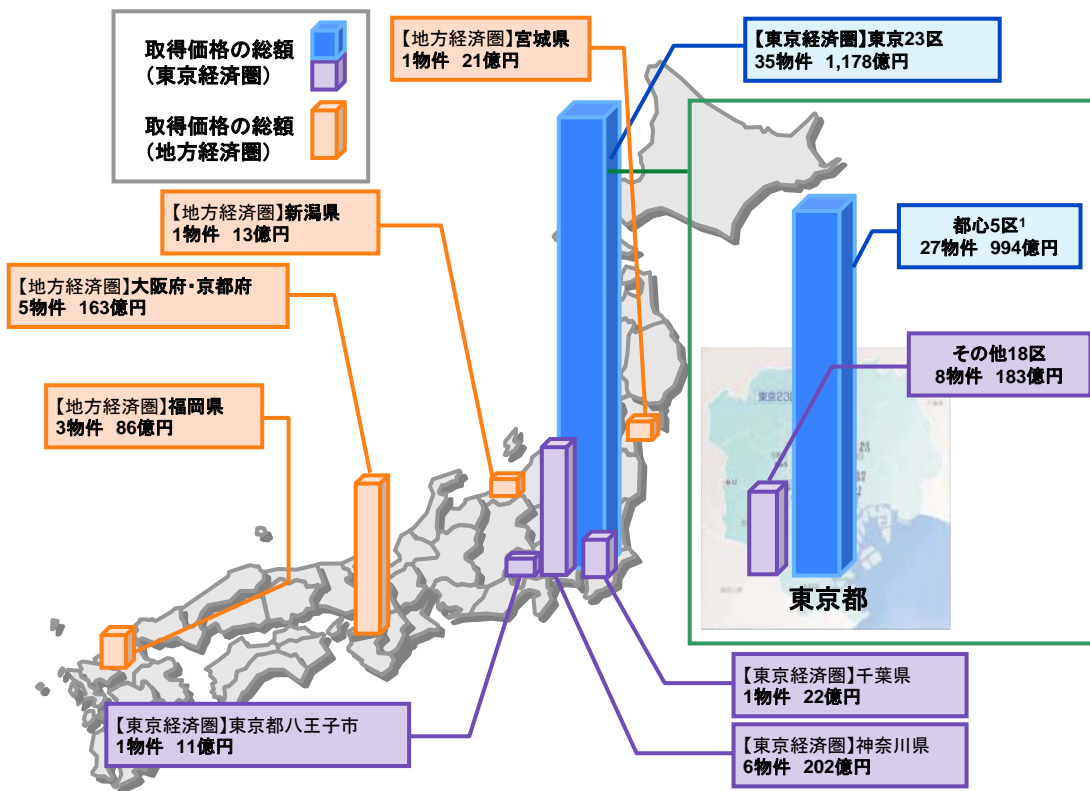 取得価格の総額
(東京経済圏)
取得価格の総額
(地方経済圏)
【地方経済圏】宮城県
1物件 21億円
【東京経済圏】東京23区
35物件 1,178億円
【地方経済圏】新潟県
1物件 13億円
都心5区1
27物件 994億円
【地方経済圏】大阪府・京都府
5物件 163億円
その他18区
8物件 183億円
【地方経済圏】福岡県
3物件 86億円
東京23区
東京都
【東京経済圏】千葉県
1物件 22億円
【東京経済圏】東京都八王子市
1物件 11億円
【東京経済圏】神奈川県
6物件 202億円